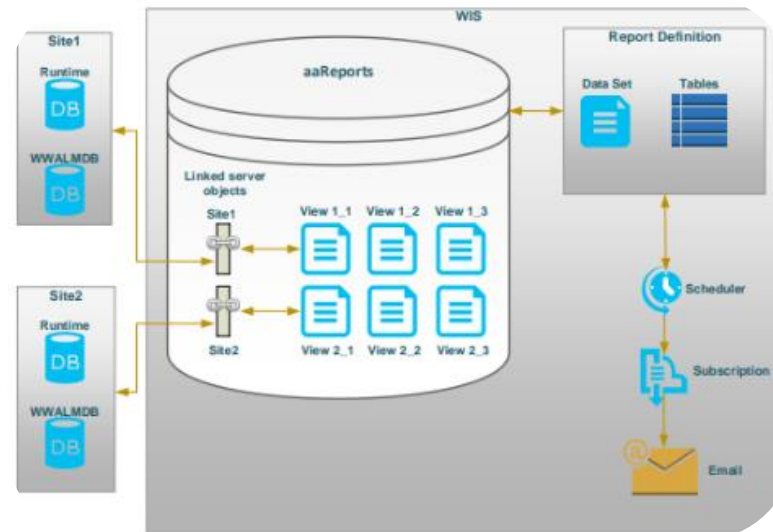 WIS
Site1
Runtime
DB
WWALMDB
DB
Site2
Runtime
DB
WWALMDB
DB
aaReports
Linked server
objects
Site1
View 1_1 View 1_2 View 1_3
Site2
View 2_1 View 2_2 View 2_3
Report Definition
Data Set
Tables
Scheduler
Subscription
@
Email